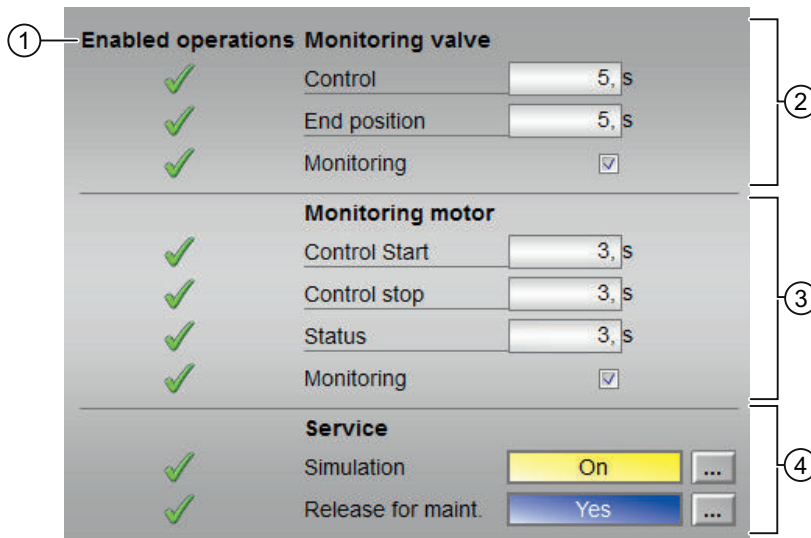 1 Enabled operations Monitoring valve
Control 5, s
End position 5, s
Monitoring
2
Monitoring motor
Control Start 3, s
Control stop 3, s
Status 3, s
Monitoring
3
Service
Simulation On ...
Release for maint. Yes ...
4